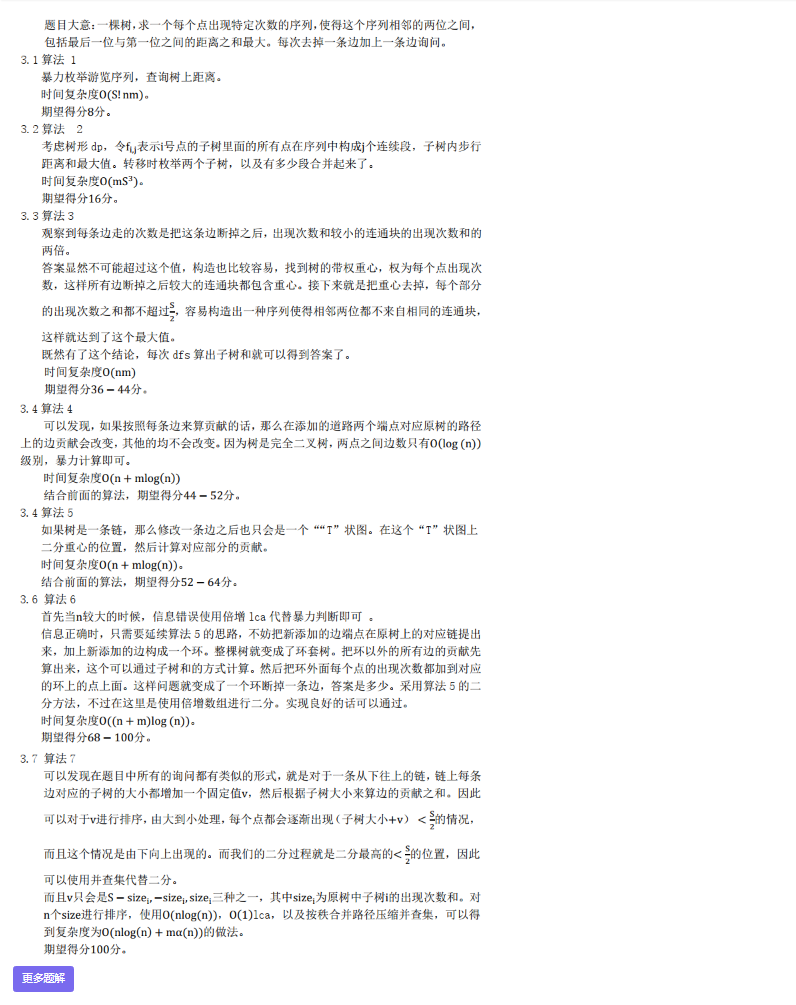 题目大意:一棵树,求一个每个点出现特定次数的序列,使得这个序列相邻的两位之间,
包括最后一位与第一位之间的距离之和最大。每次去掉一条边加上一条边询问。
3.1 算法 1
暴力枚举游览序列,查询树上距离。
时间复杂度O(S! nm)。
期望得分8分。
3.2 算法 2
考虑树形 dp,令f_{i,j}表示i号点的子树里面的所有点在序列中构成j个连续段,子树内步行
距离和最大值。转移时枚举两个子树,以及有多少段合并起来了。
时间复杂度O(mS³)。
期望得分16分。
3.3 算法 3
观察到每条边走的次数是把这条边断掉之后,出现次数和较小的连通块的出现次数和的
两倍。
答案显然不可能超过这个值,构造也比较容易,找到树的带权重心,权为每个点出现次
数,这样所有边断掉之后较大的连通块都包含重心。接下来就是把重心去掉,每个部分
的出现次数之和都不超过S/2,容易构造出一种序列使得相邻两位都不来自相同的连通块,
这样就达到了这个最大值。
既然有了这个结论,每次 dfs 算出子树和就可以得到答案了。
时间复杂度O(nm)
期望得分36 − 44分。
3.4 算法 4
可以发现,如果按照每条边来算贡献的话,那么在添加的道路两个端点对应原树的路径
上的边贡献会改变,其他的均不会改变。因为树是完全二叉树,两点之间边数只有O(log (n))
级别,暴力计算即可。
时间复杂度O(n + mlog(n))
结合前面的算法,期望得分44 − 52分。
3.4 算法 5
如果树是一条链,那么修改一条边之后也只会是一个““T”状图。在这个“T”状图上
二分重心的位置,然后计算对应部分的贡献。
时间复杂度O(n + mlog(n))。
结合前面的算法,期望得分52 − 64分。
3.6 算法 6
首先当n较大的时候,信息错误使用倍增 lca 代替暴力判断即可 。
信息正确时,只需要延续算法 5 的思路,不妨把新添加的边端点在原树上的对应链提出
来,加上新添加的边构成一个环。整棵树就变成了环套树。把环以外的所有边的贡献先
算出来,这个可以通过子树和的方式计算。然后把环外面每个点的出现次数都加到对应
的环上的点上面。这样问题就变成了一个环断掉一条边,答案是多少。采用算法 5 的二
分方法,不过在这里是使用倍增数组进行二分。实现良好的话可以通过。
时间复杂度O((n + m)log (n))。
期望得分68 − 100分。
3.7 算法 7
可以发现在题目中所有的询问都有类似的形式,就是对于一条从下往上的链,链上每条
边对应的子树的大小都增加一个固定值v,然后根据子树大小来算边的贡献之和。因此
可以对于v进行排序,由大到小处理,每个点都会逐渐出现(子树大小+v) < S/2的情况,
而且这个情况是由下向上出现的。而我们的二分过程就是二分最高的< S/2的位置,因此
可以使用并查集代替二分。
而且v只会是S − size_i, −size_i, size_i三种之一,其中size_i为原树中子树i的出现次数和。对
n个size进行排序,使用O(nlog(n)),O(1)lca,以及按秩合并路径压缩并查集,可以得
到复杂度为O(nlog(n) + mα(n))的做法。
期望得分100分。
更多题解